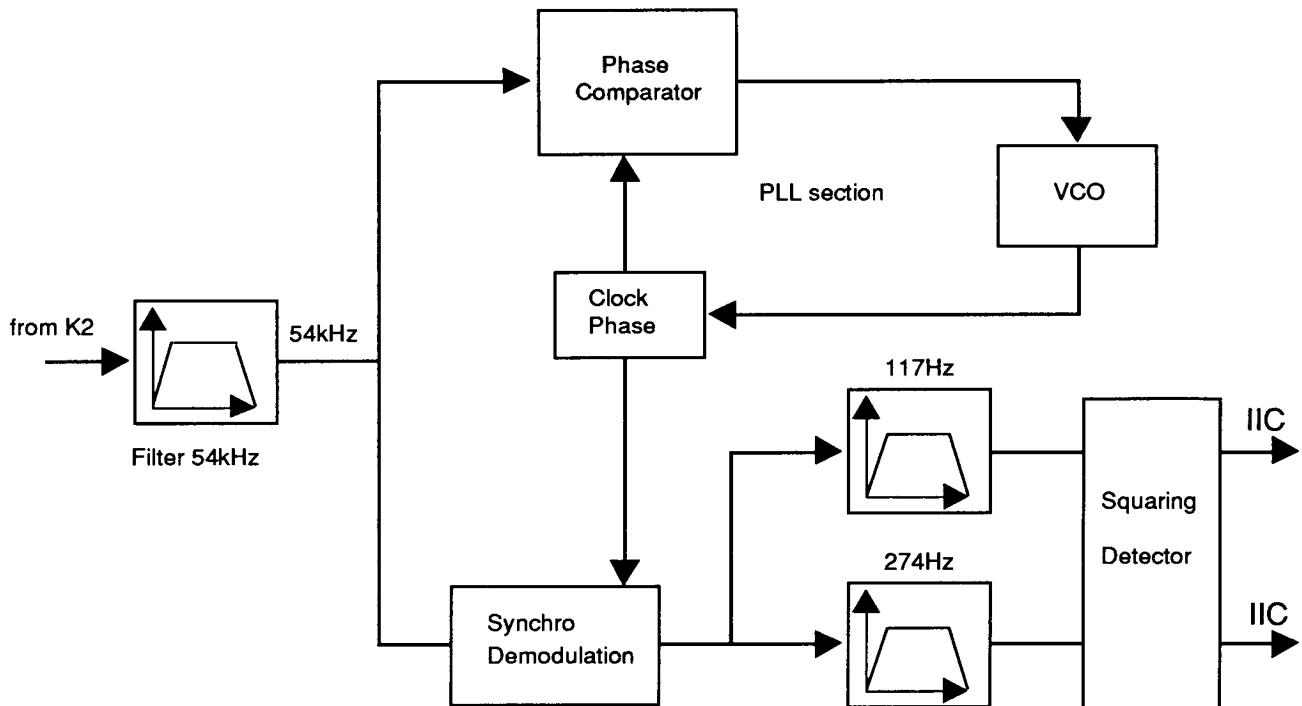 Phase
Comparator
PLL section
VCO
Clock
Phase
from K2
54kHz
Filter 54kHz
117Hz
274Hz
Synchro
Demodulation
Squaring
Detector
IIC
IIC